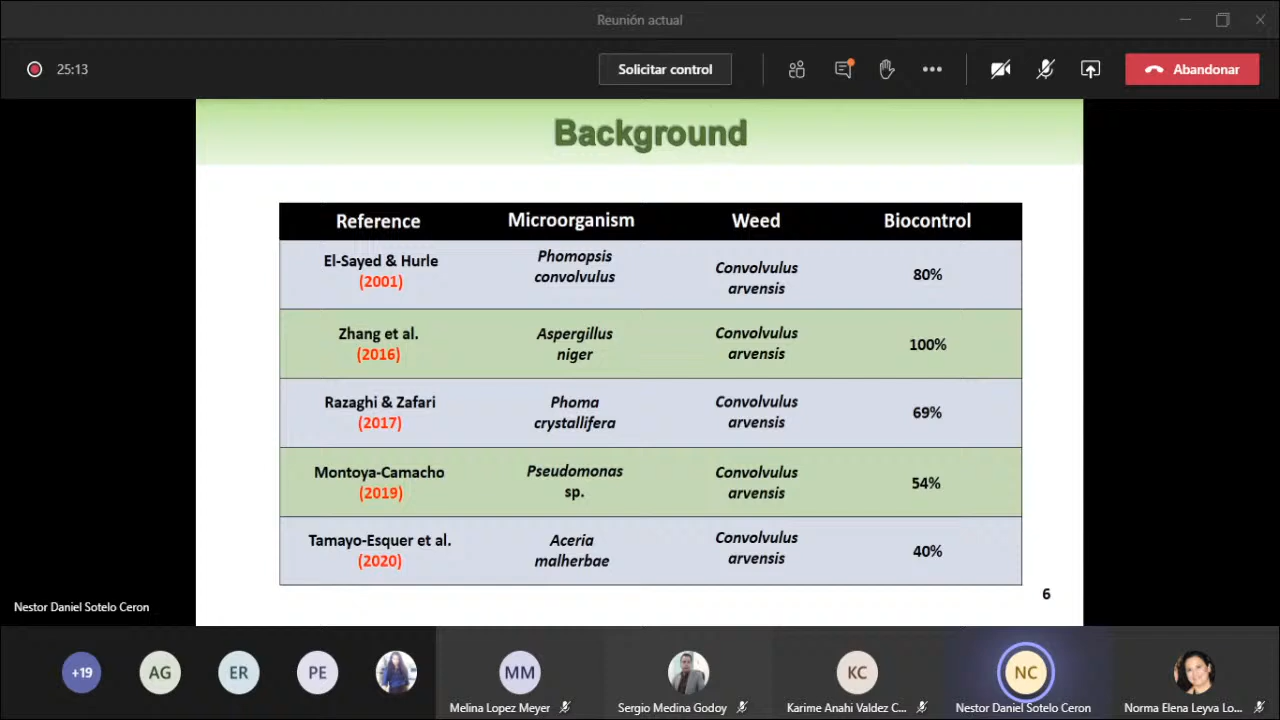 Reunión actual
25:13
Solicitar control
Abandonar
Background
Reference Microorganism Weed Biocontrol
El-Sayed & Hurle
(2001)
Phomopsis
convolvulus
Convolvulus
arvensis
80%
Zhang et al.
(2016)
Aspergillus
niger
Convolvulus
arvensis
100%
Razaghi & Zafari
(2017)
Phoma
crystallifera
Convolvulus
arvensis
69%
Montoya-Camacho
(2019)
Pseudomonas
sp.
Convolvulus
arvensis
54%
Tamayo-Esquer et al.
(2020)
Aceria
malherbae
Convolvulus
arvensis
40%
6
Nestor Daniel Sotelo Ceron
+19
AG
ER
PE
MM
KC
NC
Melina Lopez Meyer
Sergio Medina Godoy
Karime Anahi Valdez C...
Nestor Daniel Sotelo Ceron
Norma Elena Leyva Lo...